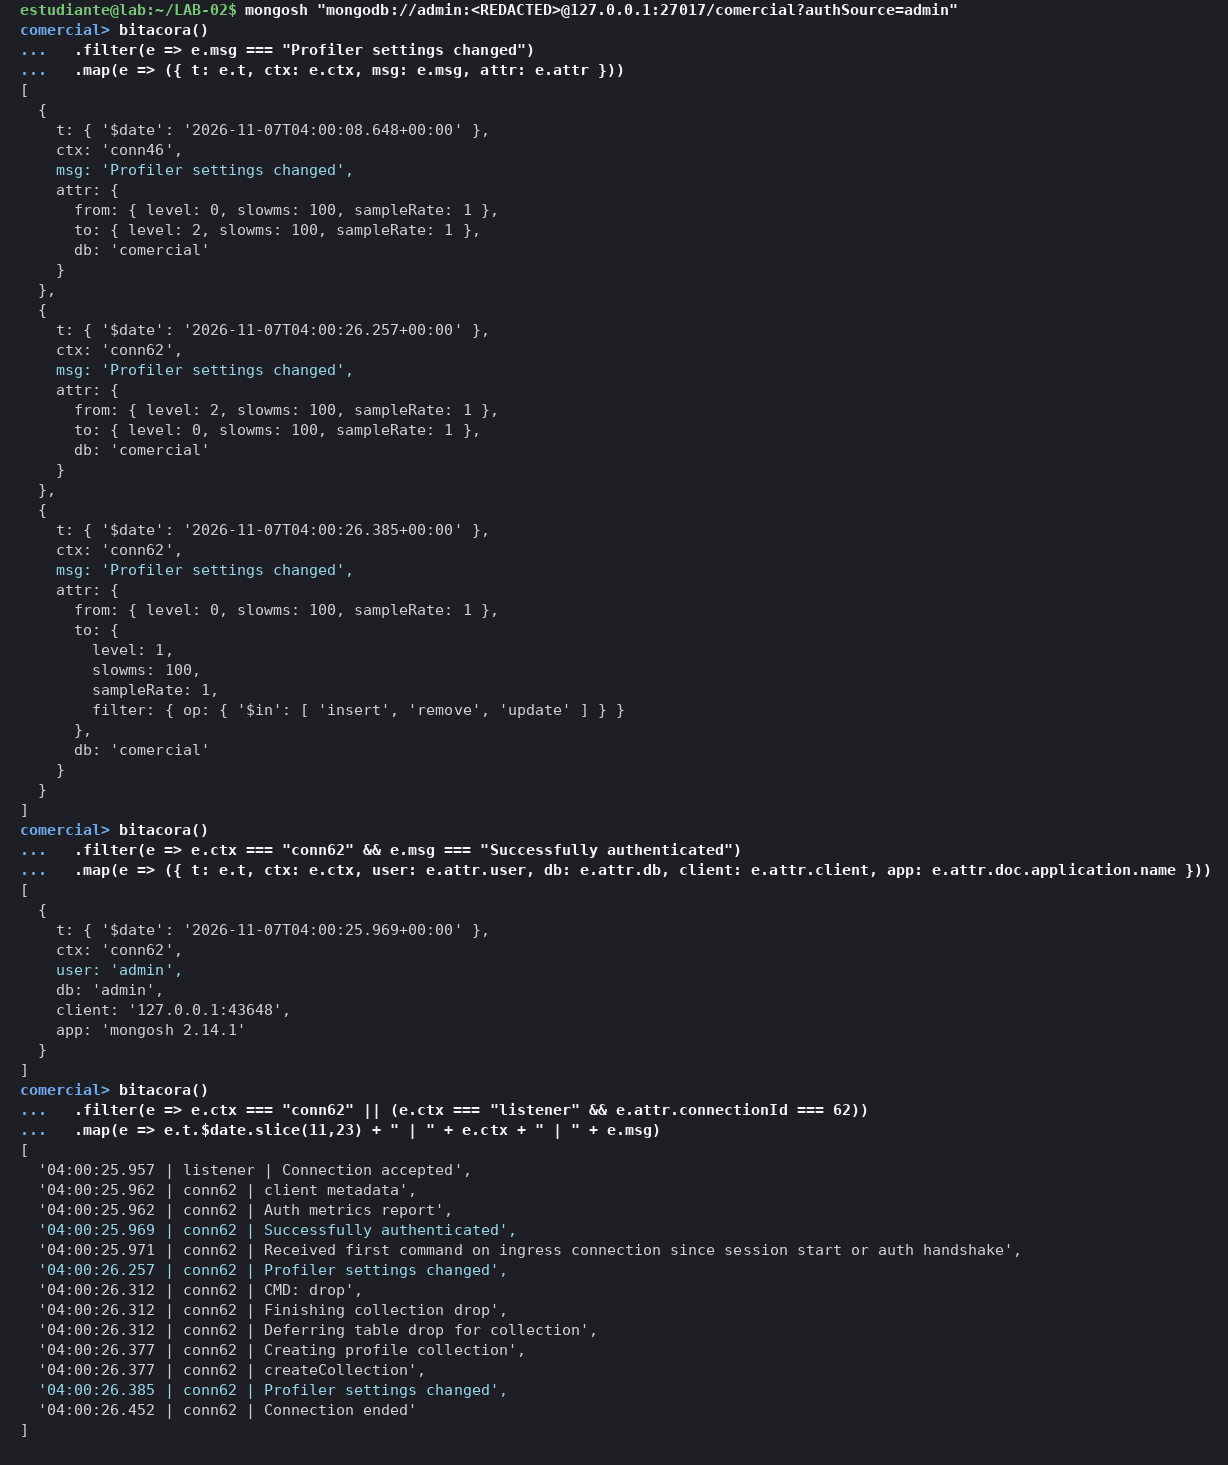 estudiante@lab:~/LAB-02$ mongosh "mongodb://admin:<REDACTED>@127.0.0.1:27017/comercial?authSource=admin"
comercial> bitacora()
...   .filter(e => e.msg === "Profiler settings changed")
...   .map(e => ({ t: e.t, ctx: e.ctx, msg: e.msg, attr: e.attr }))
[
  {
    t: { '$date': '2026-11-07T04:00:08.648+00:00' },
    ctx: 'conn46',
    msg: 'Profiler settings changed',
    attr: {
      from: { level: 0, slowms: 100, sampleRate: 1 },
      to: { level: 2, slowms: 100, sampleRate: 1 },
      db: 'comercial'
    }
  },
  {
    t: { '$date': '2026-11-07T04:00:26.257+00:00' },
    ctx: 'conn62',
    msg: 'Profiler settings changed',
    attr: {
      from: { level: 2, slowms: 100, sampleRate: 1 },
      to: { level: 0, slowms: 100, sampleRate: 1 },
      db: 'comercial'
    }
  },
  {
    t: { '$date': '2026-11-07T04:00:26.385+00:00' },
    ctx: 'conn62',
    msg: 'Profiler settings changed',
    attr: {
      from: { level: 0, slowms: 100, sampleRate: 1 },
      to: {
        level: 1,
        slowms: 100,
        sampleRate: 1,
        filter: { op: { '$in': [ 'insert', 'remove', 'update' ] } }
      },
      db: 'comercial'
    }
  }
]
comercial> bitacora()
...   .filter(e => e.ctx === "conn62" && e.msg === "Successfully authenticated")
...   .map(e => ({ t: e.t, ctx: e.ctx, user: e.attr.user, db: e.attr.db, client: e.attr.client, app: e.attr.doc.application.name }))
[
  {
    t: { '$date': '2026-11-07T04:00:25.969+00:00' },
    ctx: 'conn62',
    user: 'admin',
    db: 'admin',
    client: '127.0.0.1:43648',
    app: 'mongosh 2.14.1'
  }
]
comercial> bitacora()
...   .filter(e => e.ctx === "conn62" || (e.ctx === "listener" && e.attr.connectionId === 62))
...   .map(e => e.t.$date.slice(11,23) + " | " + e.ctx + " | " + e.msg)
[
  '04:00:25.957 | listener | Connection accepted',
  '04:00:25.962 | conn62 | client metadata',
  '04:00:25.962 | conn62 | Auth metrics report',
  '04:00:25.969 | conn62 | Successfully authenticated',
  '04:00:25.971 | conn62 | Received first command on ingress connection since session start or auth handshake',
  '04:00:26.257 | conn62 | Profiler settings changed',
  '04:00:26.312 | conn62 | CMD: drop',
  '04:00:26.312 | conn62 | Finishing collection drop',
  '04:00:26.312 | conn62 | Deferring table drop for collection',
  '04:00:26.377 | conn62 | Creating profile collection',
  '04:00:26.377 | conn62 | createCollection',
  '04:00:26.385 | conn62 | Profiler settings changed',
  '04:00:26.452 | conn62 | Connection ended'
]